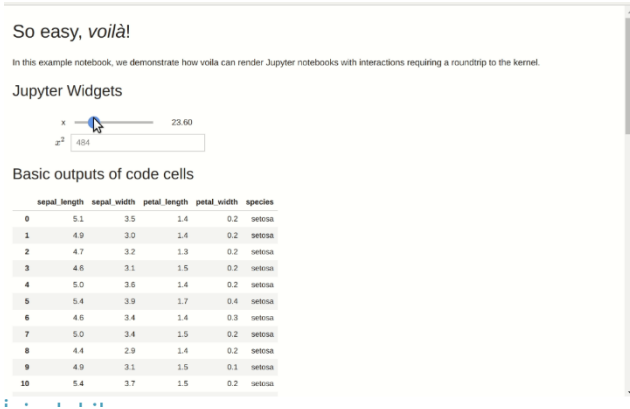 So easy, voilà!
In this example notebook, we demonstrate how voila can render Jupyter notebooks with interactions requiring a roundtrip to the kernel.
Jupyter Widgets
x 23.60
x² 484
Basic outputs of code cells
sepal_length sepal_width petal_length petal_width species
0 5.1 3.5 1.4 0.2 setosa
1 4.9 3.0 1.4 0.2 setosa
2 4.7 3.2 1.3 0.2 setosa
3 4.6 3.1 1.5 0.2 setosa
4 5.0 3.6 1.4 0.2 setosa
5 5.4 3.9 1.7 0.4 setosa
6 4.6 3.4 1.4 0.3 setosa
7 5.0 3.4 1.5 0.2 setosa
8 4.4 2.9 1.4 0.2 setosa
9 4.9 3.1 1.5 0.1 setosa
10 5.4 3.7 1.5 0.2 setosa